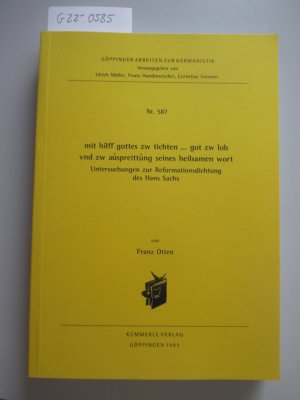 G 22-0585
GÖPPINGER ARBEITEN ZUR GERMANISTIK
herausgegeben von
Ulrich Müller, Franz Hundsnurscher, Cornelius Sommer
Nr. 587
mit hilff gottes zw tichten ... got zw lob
vnd zw auspreittung seines heilsamen wort
Untersuchungen zur Reformationsdichtung
des Hans Sachs
von
Franz Otten
KÜMMERLE VERLAG
GÖPPINGEN 1993